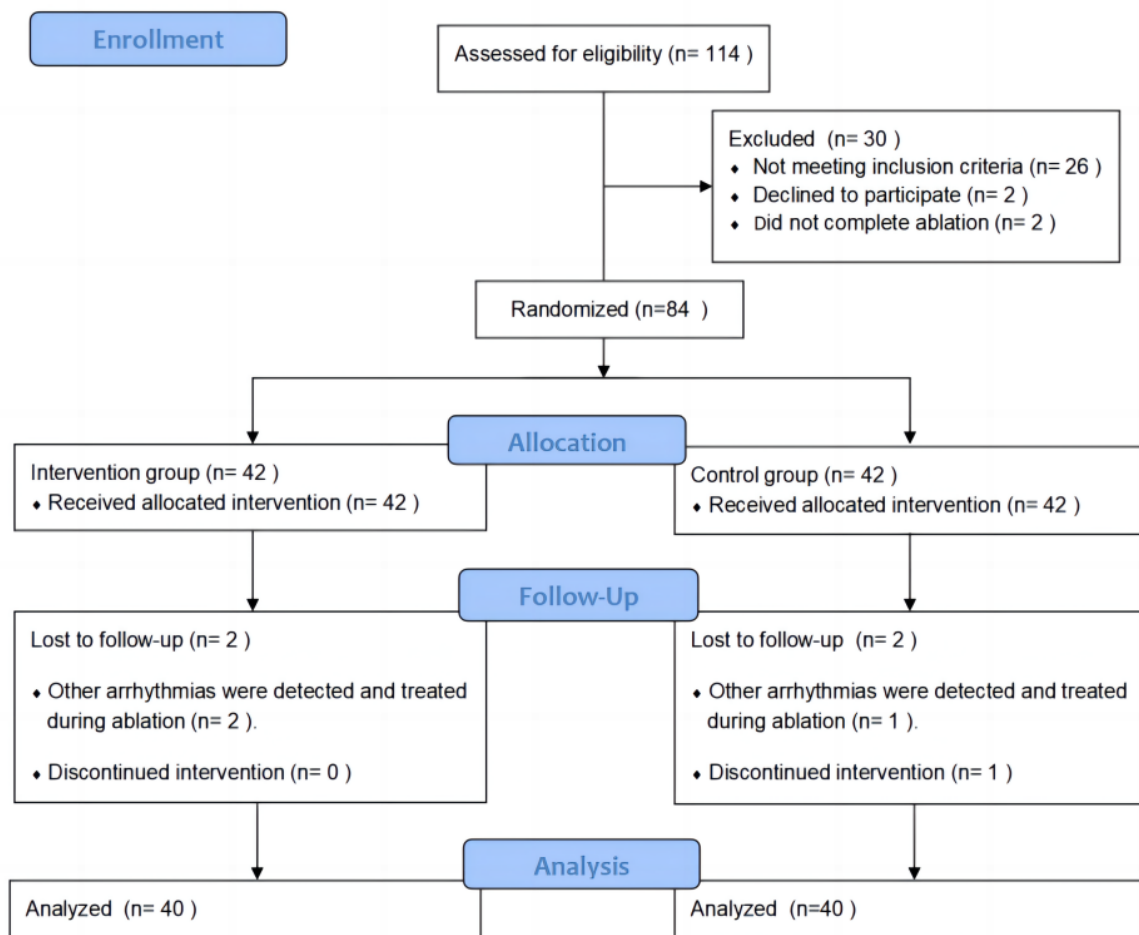 Enrollment
Assessed for eligibility (n= 114 )
Excluded (n= 30 )
♦ Not meeting inclusion criteria (n= 26 )
♦ Declined to participate (n= 2 )
♦ Did not complete ablation (n= 2 )
Randomized (n=84 )
Allocation
Intervention group (n= 42 )
♦ Received allocated intervention (n= 42 )
Control group (n= 42 )
♦ Received allocated intervention (n= 42 )
Follow-Up
Lost to follow-up (n= 2 )
♦ Other arrhythmias were detected and treated
during ablation (n= 2 ).
♦ Discontinued intervention (n= 0 )
Lost to follow-up (n= 2 )
♦ Other arrhythmias were detected and treated
during ablation (n= 1 ).
♦ Discontinued intervention (n= 1 )
Analysis
Analyzed (n= 40 )
Analyzed (n=40 )